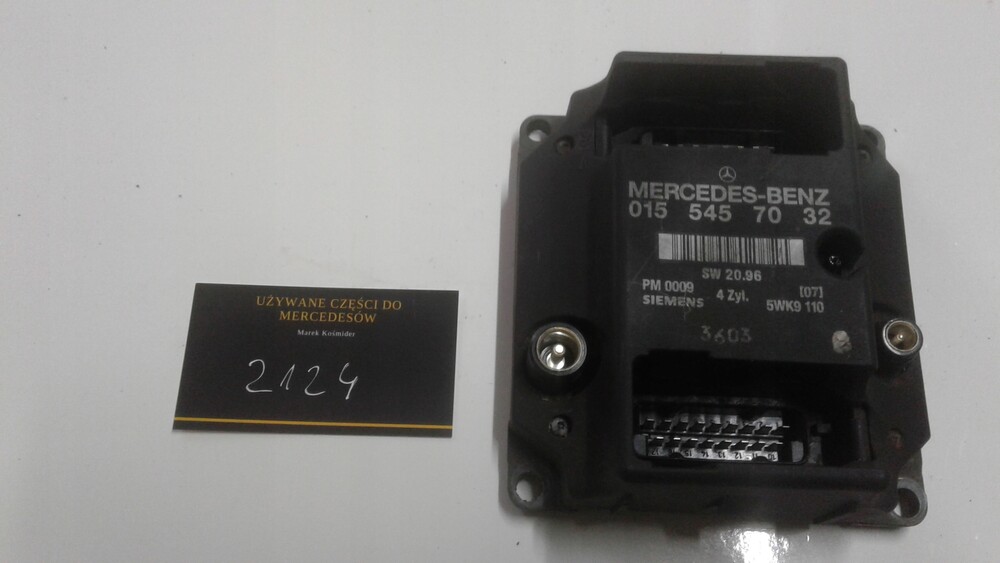 UŻYWANE CZĘŚCI DO
MERCEDESÓW
Marek Kośmider
2124
MERCEDES-BENZ
015 545 70 32
SW 20.96
PM 0009 4 Zyl. [07]
SIEMENS 5WK9 110
3603